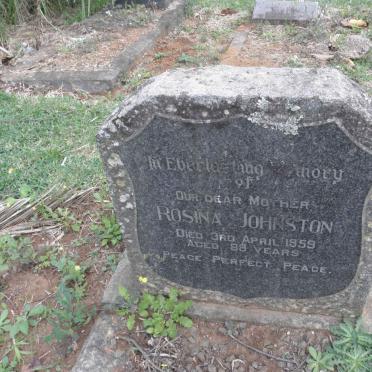 In Everlasting Memory
of
Our Dear Mother
Rosina Johnston
Died 3rd April 1959
Aged 88 Years
Peace Perfect Peace.